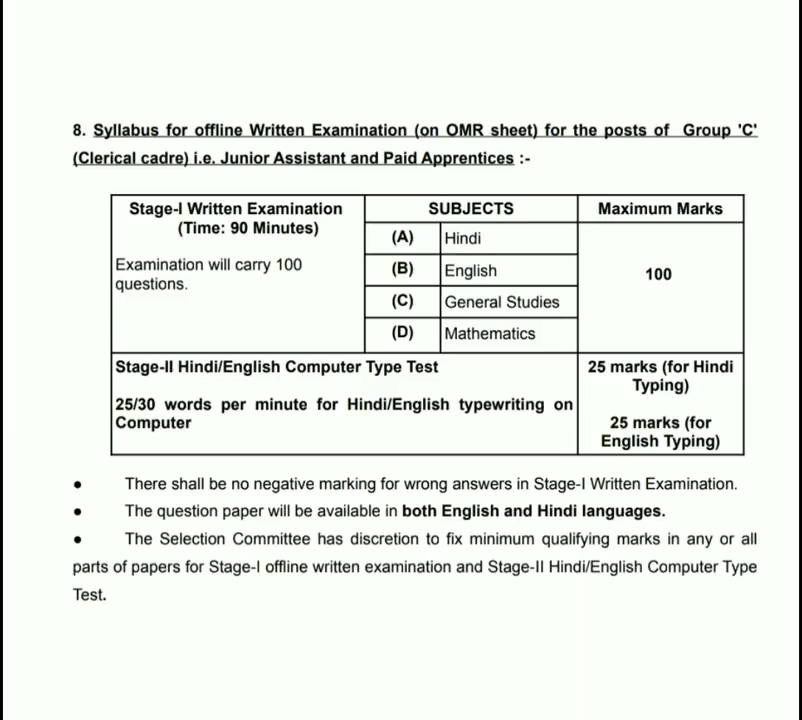 8. Syllabus for offline Written Examination (on OMR sheet) for the posts of Group 'C'
(Clerical cadre) i.e. Junior Assistant and Paid Apprentices :-
Stage-I Written Examination
(Time: 90 Minutes)
Examination will carry 100
questions.
SUBJECTS
Maximum Marks
(A) Hindi
(B) English
(C) General Studies
(D) Mathematics
100
Stage-II Hindi/English Computer Type Test
25/30 words per minute for Hindi/English typewriting on
Computer
25 marks (for Hindi
Typing)
25 marks (for
English Typing)
● There shall be no negative marking for wrong answers in Stage-I Written Examination.
● The question paper will be available in both English and Hindi languages.
● The Selection Committee has discretion to fix minimum qualifying marks in any or all
parts of papers for Stage-I offline written examination and Stage-II Hindi/English Computer Type
Test.